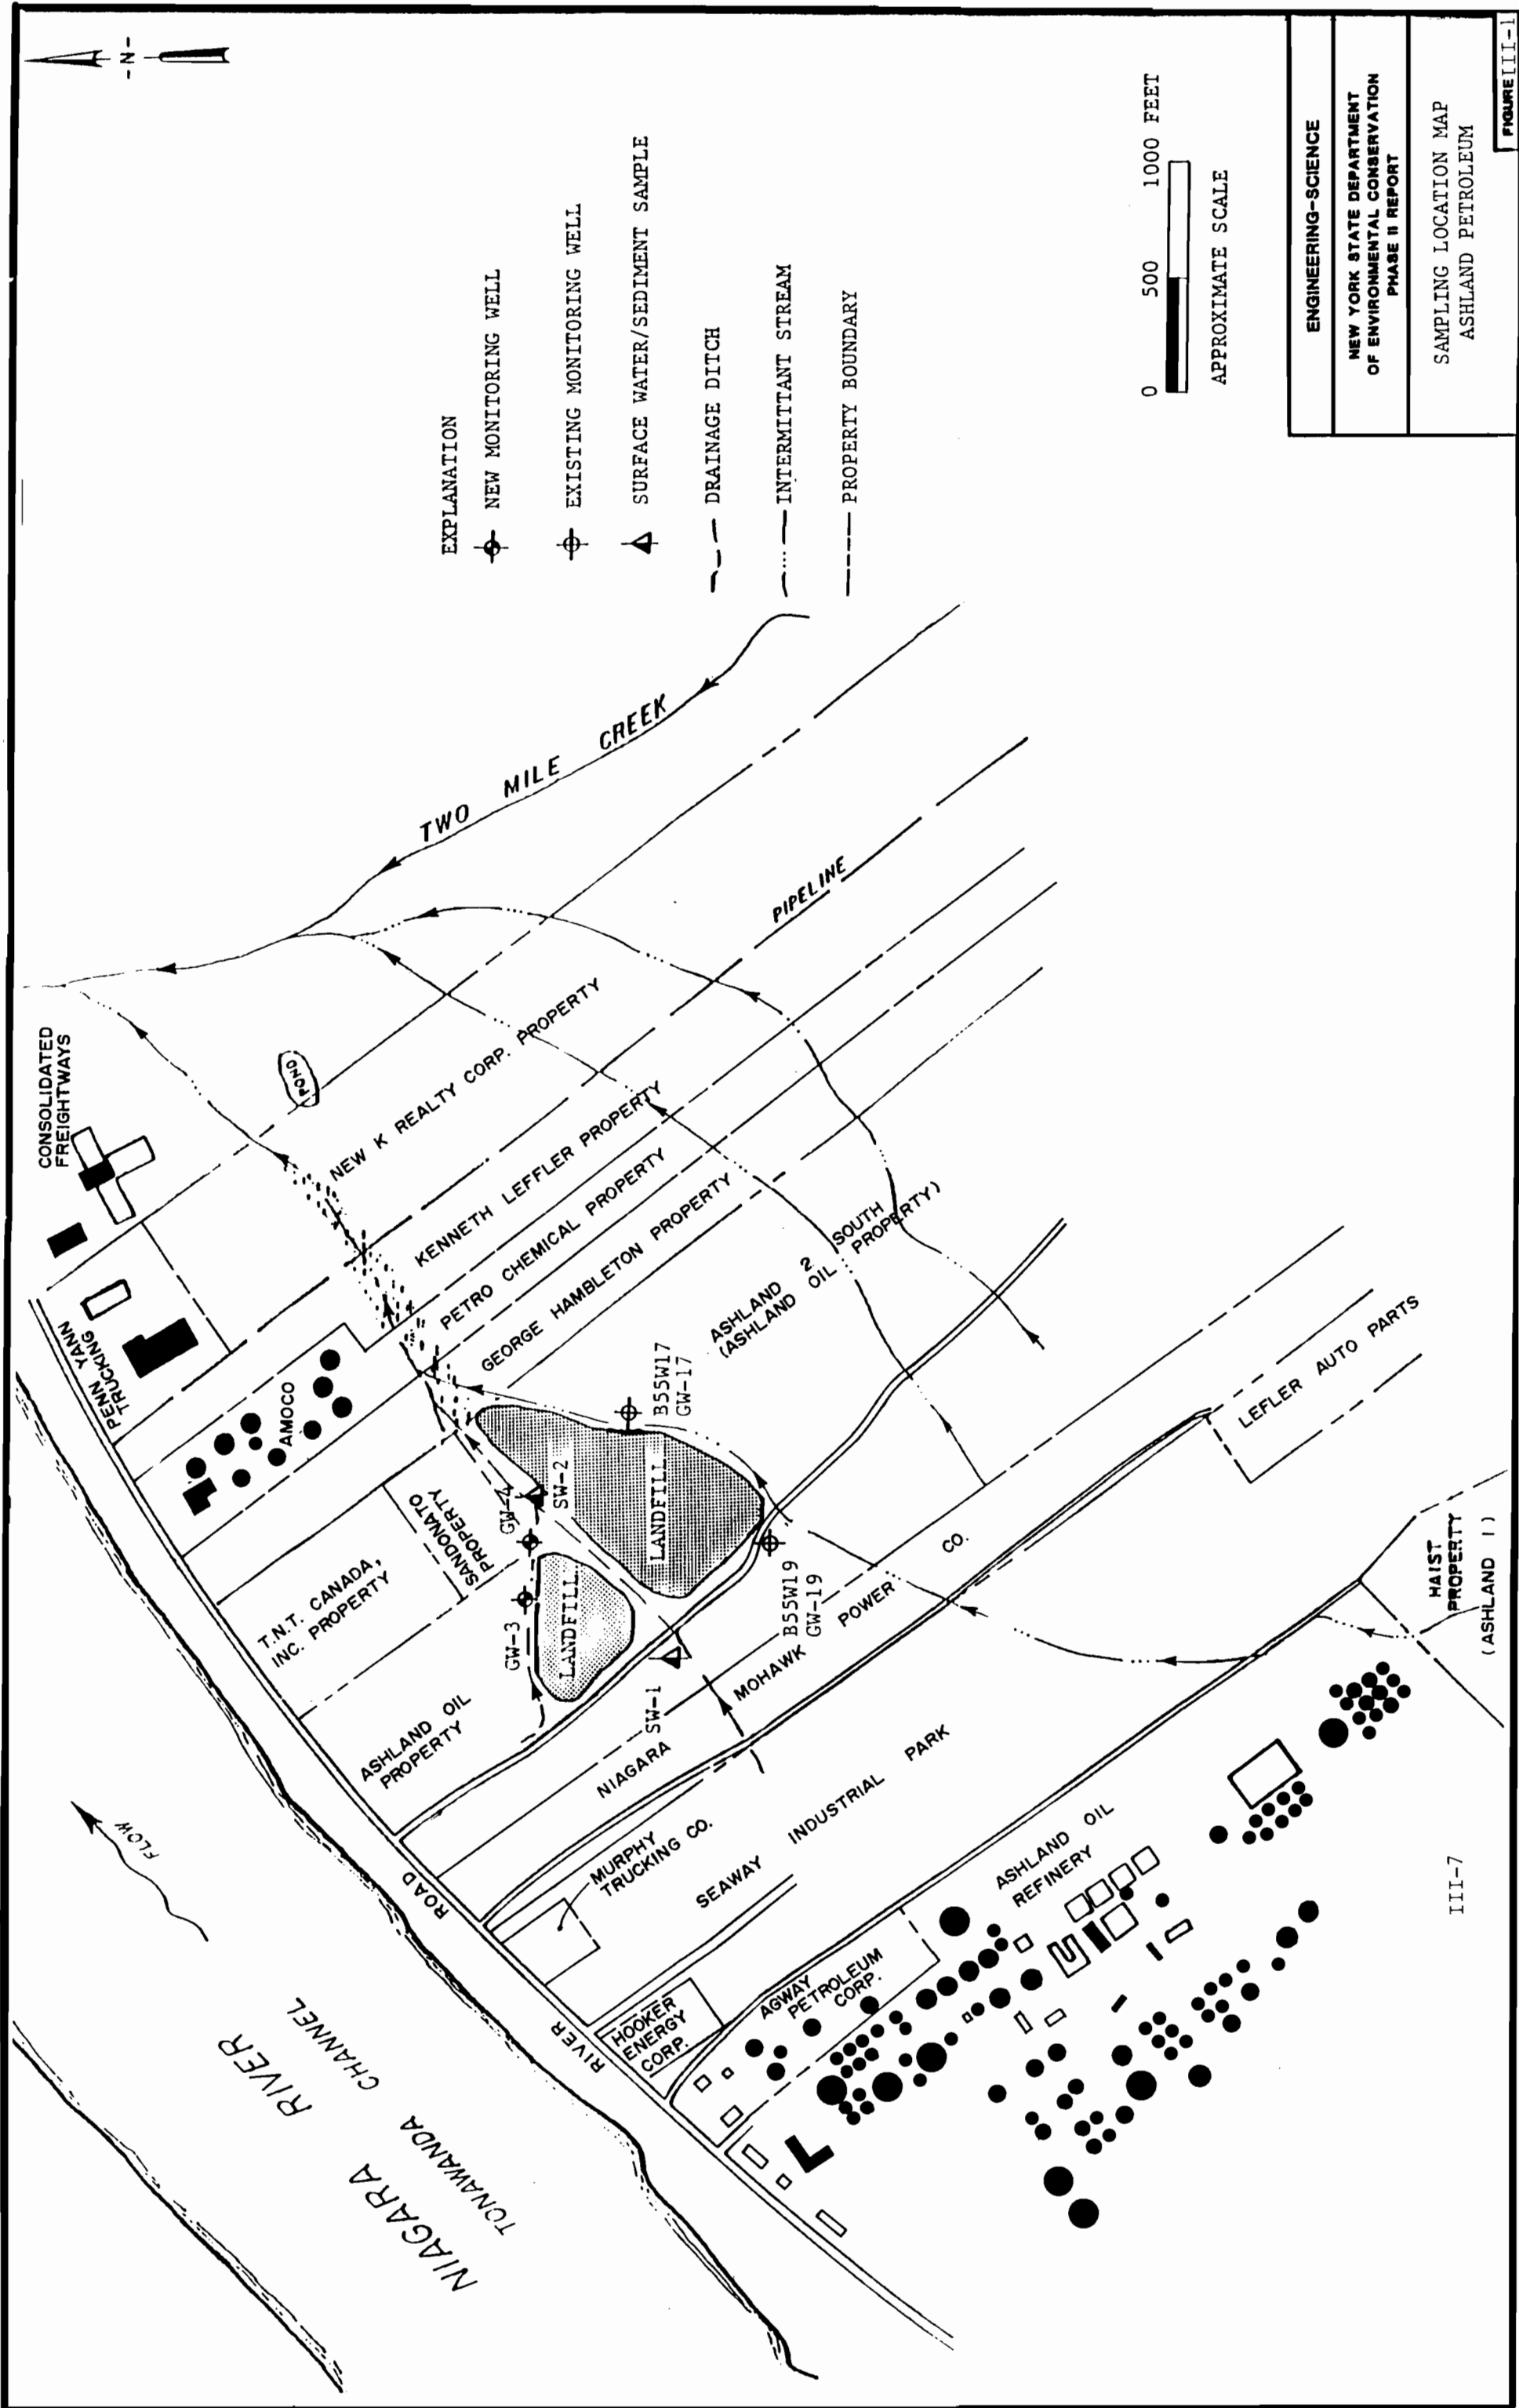 -N-
EXPLANATION
NEW MONITORING WELL
EXISTING MONITORING WELL
SURFACE WATER/SEDIMENT SAMPLE
DRAINAGE DITCH
INTERMITTANT STREAM
PROPERTY BOUNDARY
0 500 1000 FEET
APPROXIMATE SCALE
ENGINEERING-SCIENCE
NEW YORK STATE DEPARTMENT
OF ENVIRONMENTAL CONSERVATION
PHASE II REPORT
SAMPLING LOCATION MAP
ASHLAND PETROLEUM
FIGURE III-1
NIAGARA RIVER
TONAWANDA CHANNEL
FLOW
RIVER ROAD
CONSOLIDATED
FREIGHTWAYS
PENN YANN
TRUCKING
AMOCO
POND
TWO MILE CREEK
PIPELINE
NEW K REALTY CORP. PROPERTY
KENNETH LEFFLER PROPERTY
PETRO CHEMICAL PROPERTY
GEORGE HAMBLETON PROPERTY
ASHLAND 2 SOUTH
(ASHLAND OIL PROPERTY)
T.N.T. CANADA,
INC. PROPERTY
SANDONATO
PROPERTY
ASHLAND OIL
PROPERTY
GW-3
GW-4
SW-2
LANDFILL
LANDFILL
B55W17
GW-17
B55W19
GW-19
SW-1
NIAGARA MOHAWK POWER CO.
MURPHY
TRUCKING CO.
SEAWAY INDUSTRIAL PARK
LEFLER AUTO PARTS
HOOKER
ENERGY
CORP.
AGWAY
PETROLEUM
CORP.
ASHLAND OIL
REFINERY
HAIST
PROPERTY
(ASHLAND I)
III-7